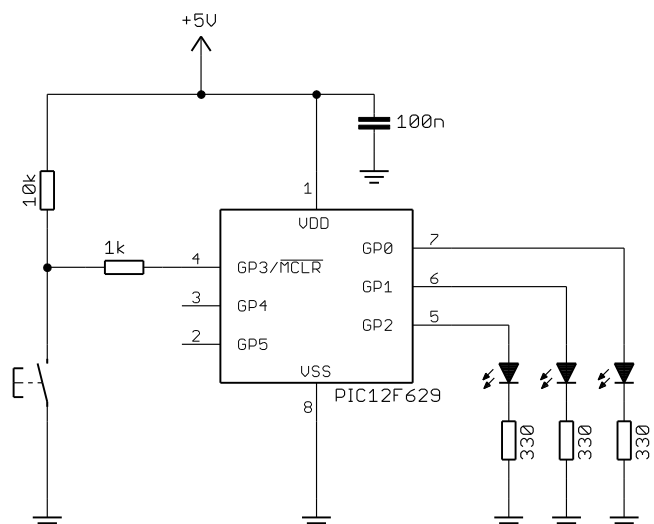 +5V
100n
10k
1
VDD
1k
4
GP3/MCLR
GP0
7
3
GP4
GP1
6
2
GP5
GP2
5
VSS
8
PIC12F629
330
330
330